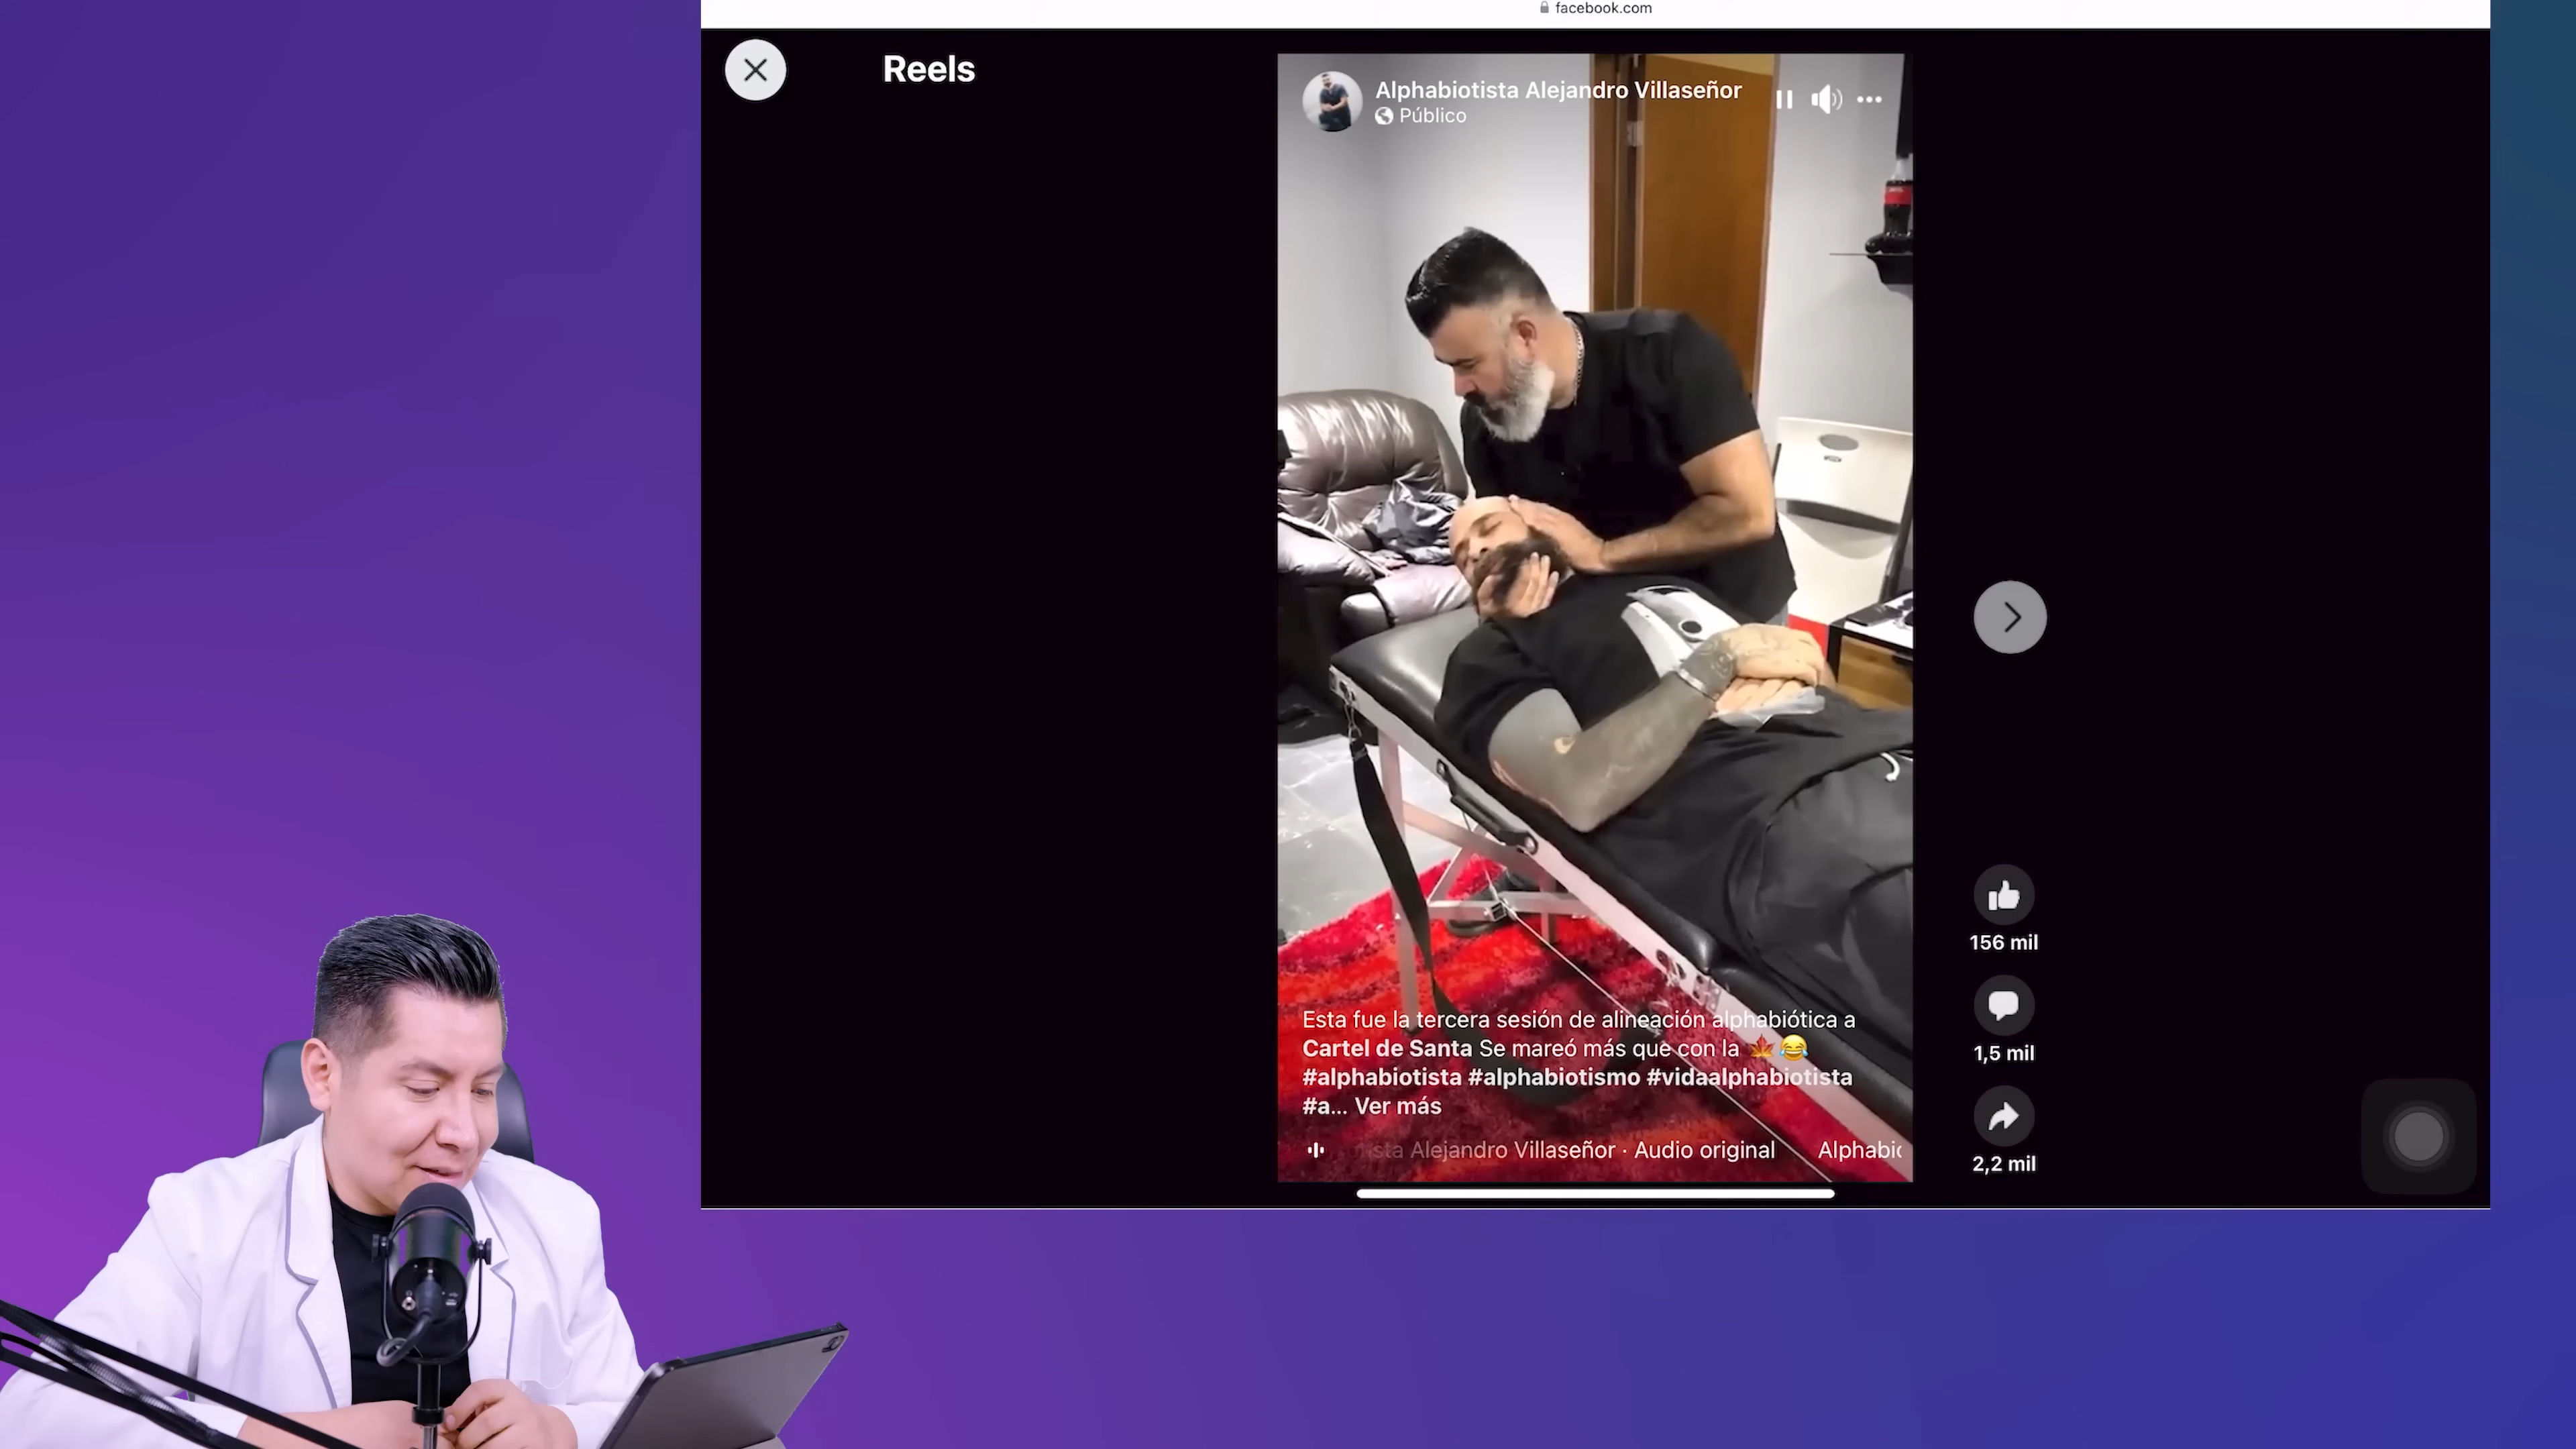 facebook.com
Reels
Alphabiotista Alejandro Villaseñor
Público
Esta fue la tercera sesión de alineación alphabiótica a
Cartel de Santa Se mareó más que con la 🍁😂
#alphabiotista #alphabiotismo #vidaalphabiotista
#a... Ver más
sta Alejandro Villaseñor · Audio original Alphabic
156 mil
1,5 mil
2,2 mil